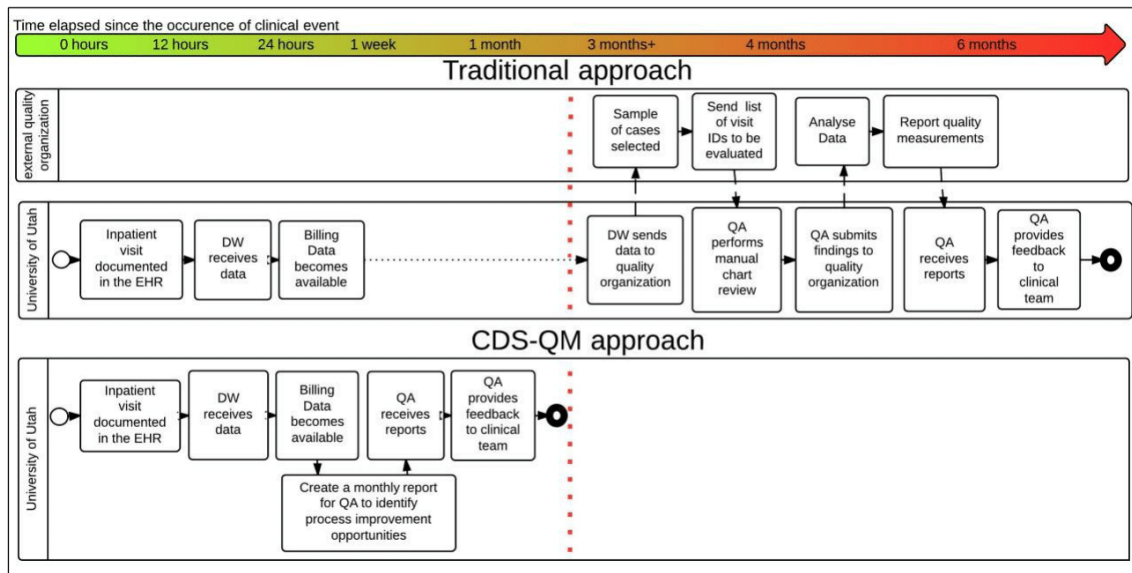 Time elapsed since the occurence of clinical event
0 hours 12 hours 24 hours 1 week 1 month 3 months+ 4 months 6 months
Traditional approach
external quality
organization
Sample
of cases
selected
Send list
of visit
IDs to be
evaluated
Analyse
Data
Report quality
measurements
University of Utah
Inpatient
visit
documented
in the EHR
DW
receives
data
Billing
Data
becomes
available
DW sends
data to
quality
organization
QA
performs
manual
chart
review
QA submits
findings to
quality
organization
QA
receives
reports
QA
provides
feedback
to
clinical
team
CDS-QM approach
University of Utah
Inpatient
visit
documented
in the EHR
DW
receives
data
Billing
Data
becomes
available
QA
receives
reports
QA
provides
feedback
to clinical
team
Create a monthly report
for QA to identify
process improvement
opportunities